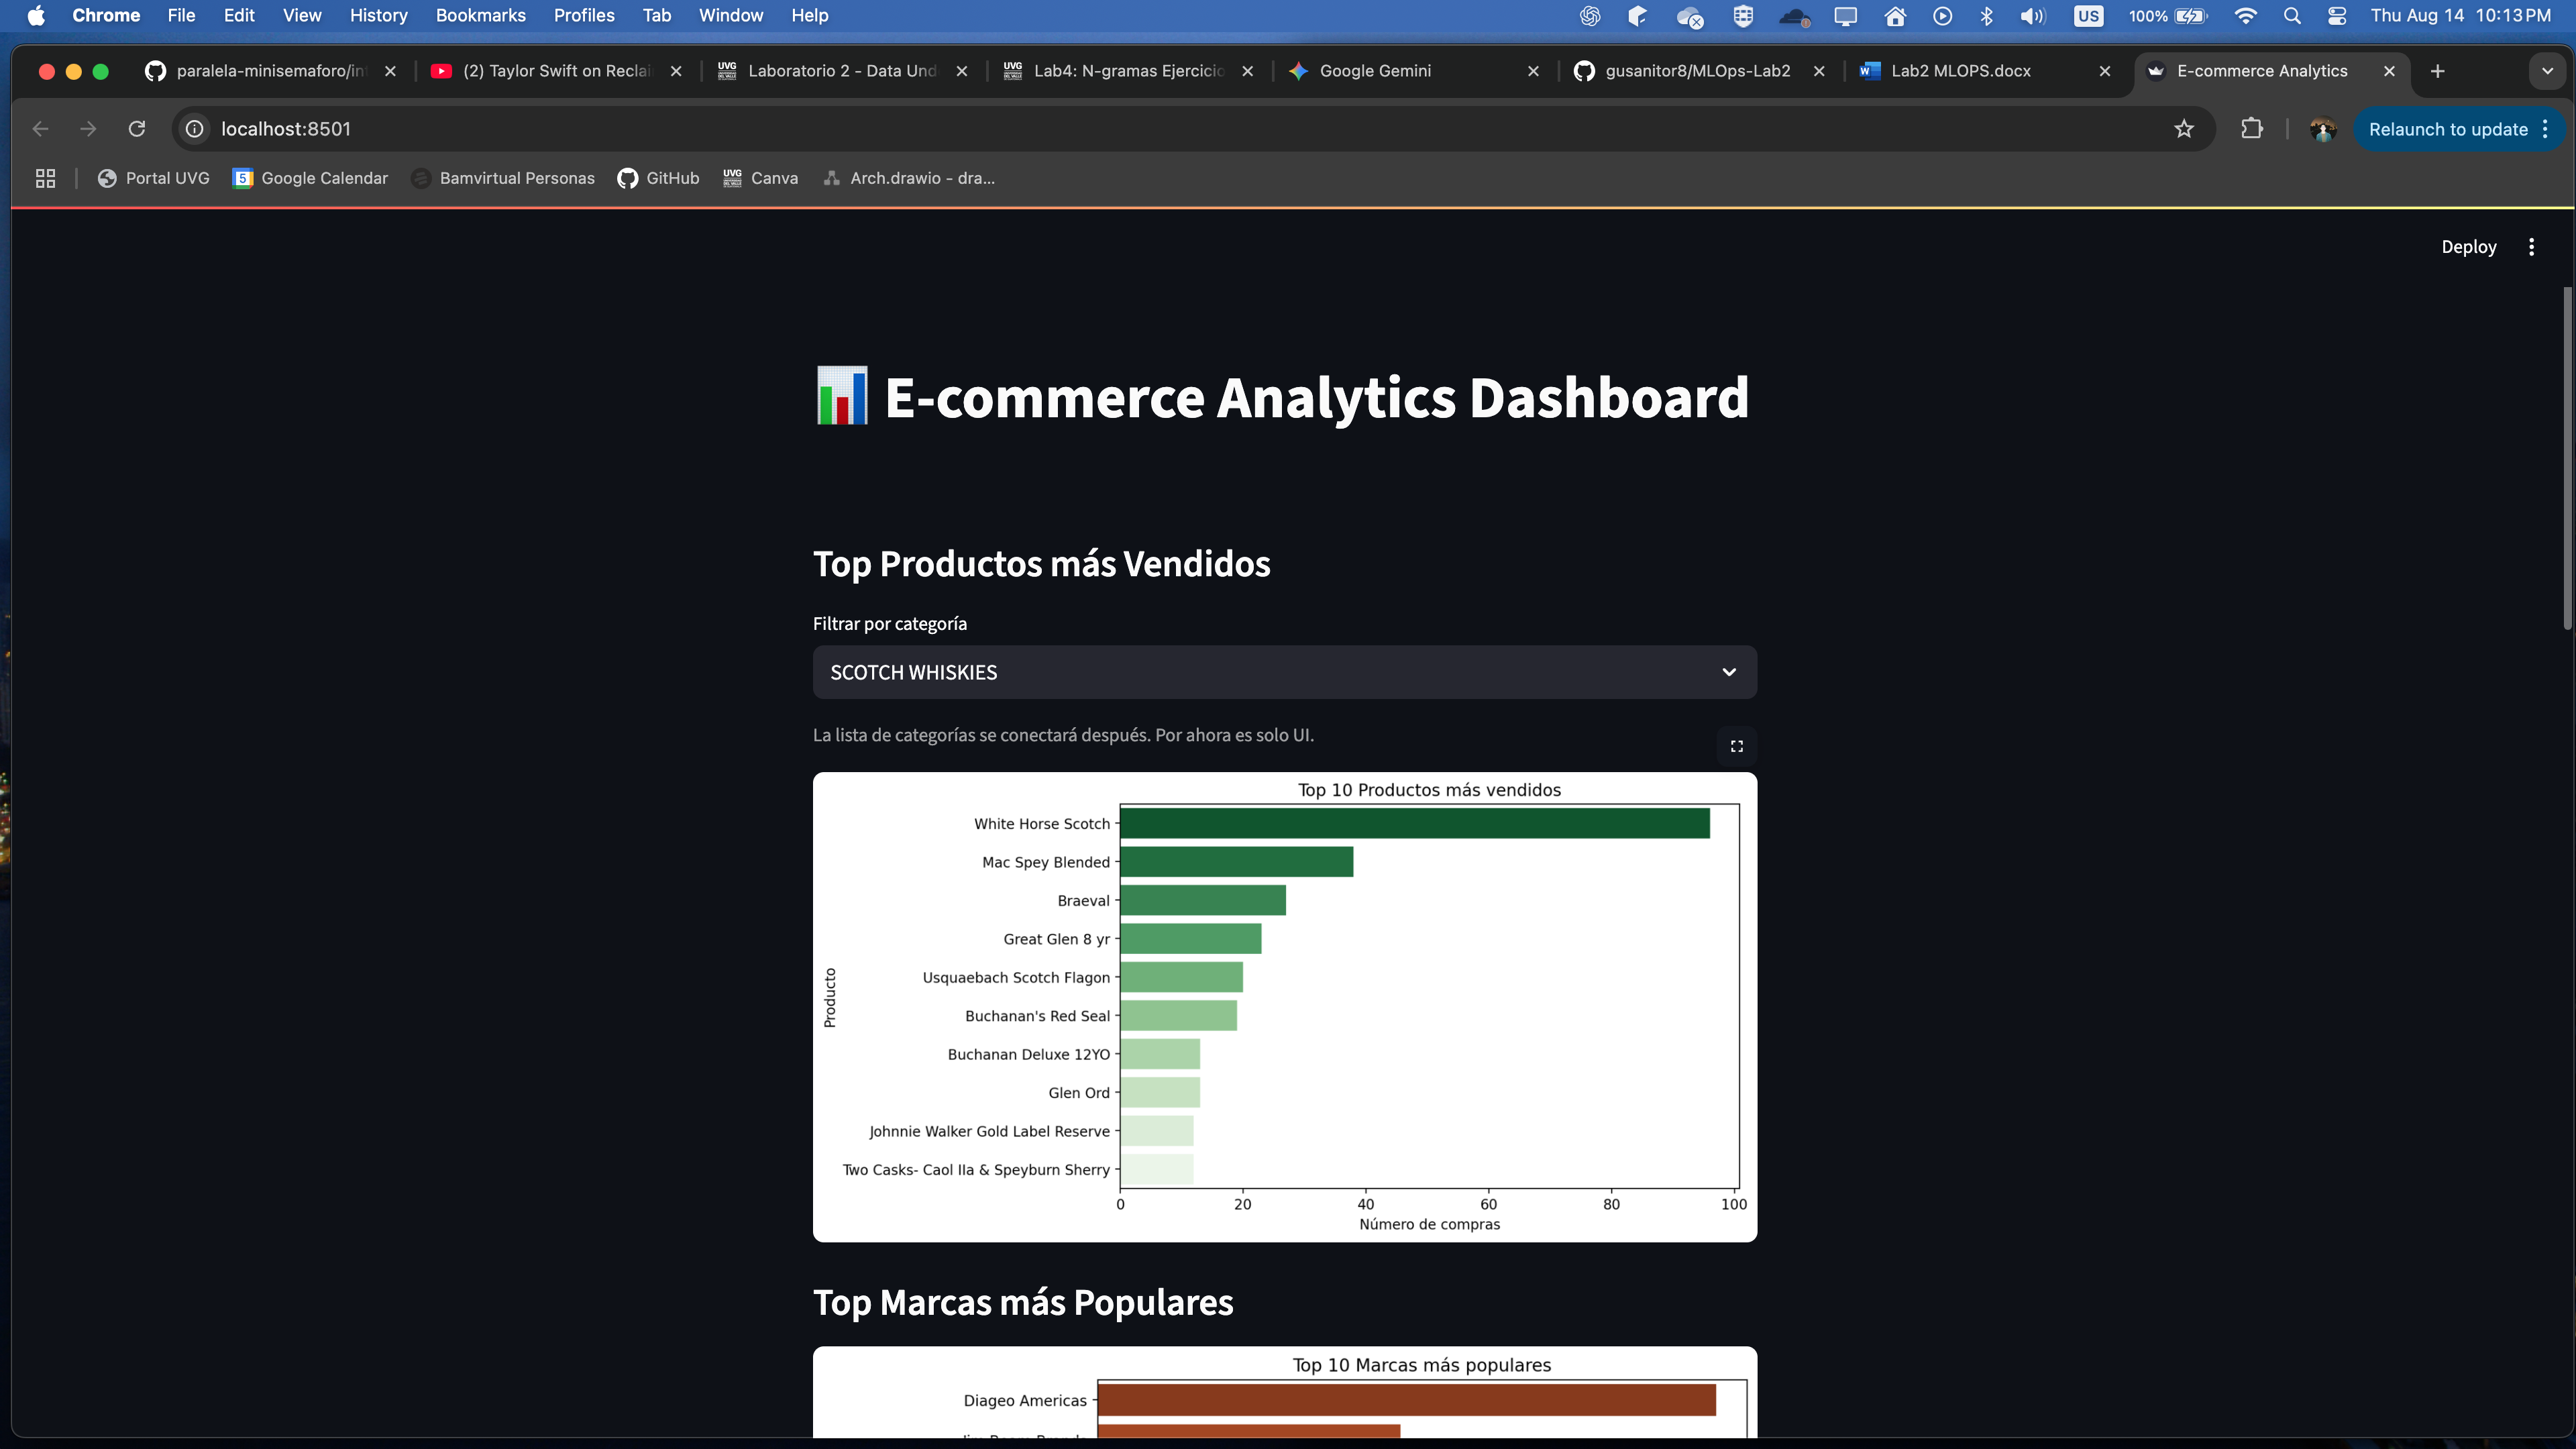 Chrome File Edit View History Bookmarks Profiles Tab Window Help US 100% Thu Aug 14 10:13 PM
paralela-minisemaforo/in (2) Taylor Swift on Reclai Laboratorio 2 - Data Und Lab4: N-gramas Ejercicio Google Gemini gusanitor8/MLOps-Lab2 Lab2 MLOPS.docx E-commerce Analytics
localhost:8501 Relaunch to update
Portal UVG 5 Google Calendar Bamvirtual Personas GitHub UVG Canva Arch.drawio - dra...
Deploy
E-commerce Analytics Dashboard
Top Productos más Vendidos
Filtrar por categoría
SCOTCH WHISKIES
La lista de categorías se conectará después. Por ahora es solo UI.
Top 10 Productos más vendidos
White Horse Scotch
Mac Spey Blended
Braeval
Great Glen 8 yr
Usquaebach Scotch Flagon
Buchanan's Red Seal
Buchanan Deluxe 12YO
Glen Ord
Johnnie Walker Gold Label Reserve
Two Casks- Caol Ila & Speyburn Sherry
Producto
0 20 40 60 80 100
Número de compras
Top Marcas más Populares
Top 10 Marcas más populares
Diageo Americas